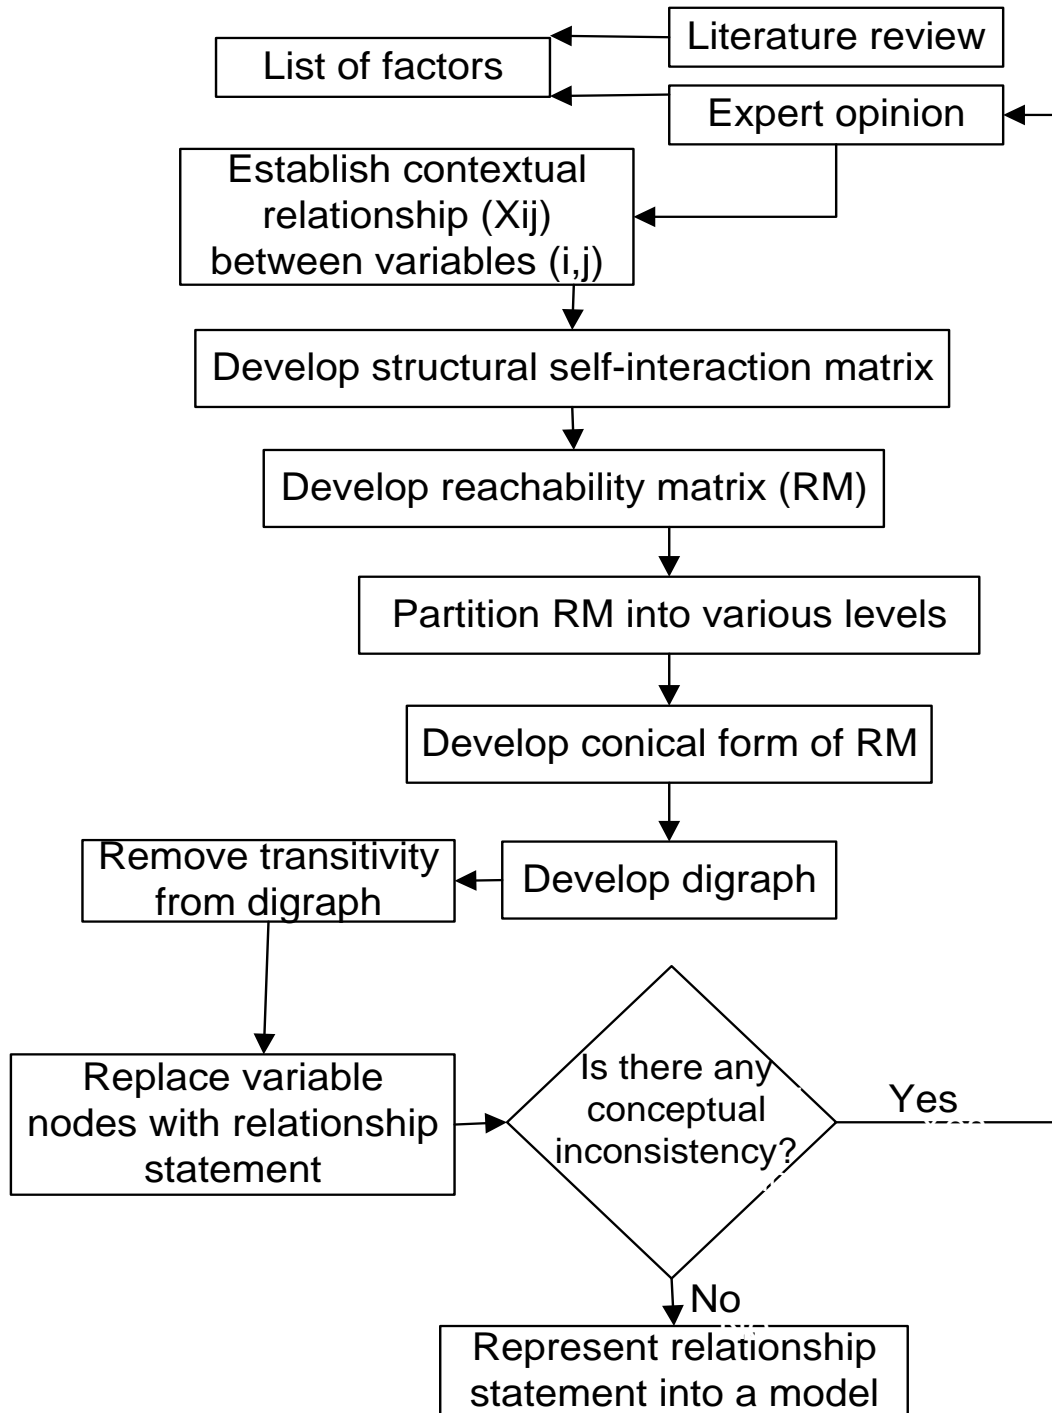 Literature review
List of factors
Expert opinion
Establish contextual
relationship (Xij)
between variables (i,j)
Develop structural self-interaction matrix
Develop reachability matrix (RM)
Partition RM into various levels
Develop conical form of RM
Develop digraph
Remove transitivity
from digraph
Replace variable
nodes with relationship
statement
Is there any
conceptual
inconsistency?
Yes
No
Represent relationship
statement into a model